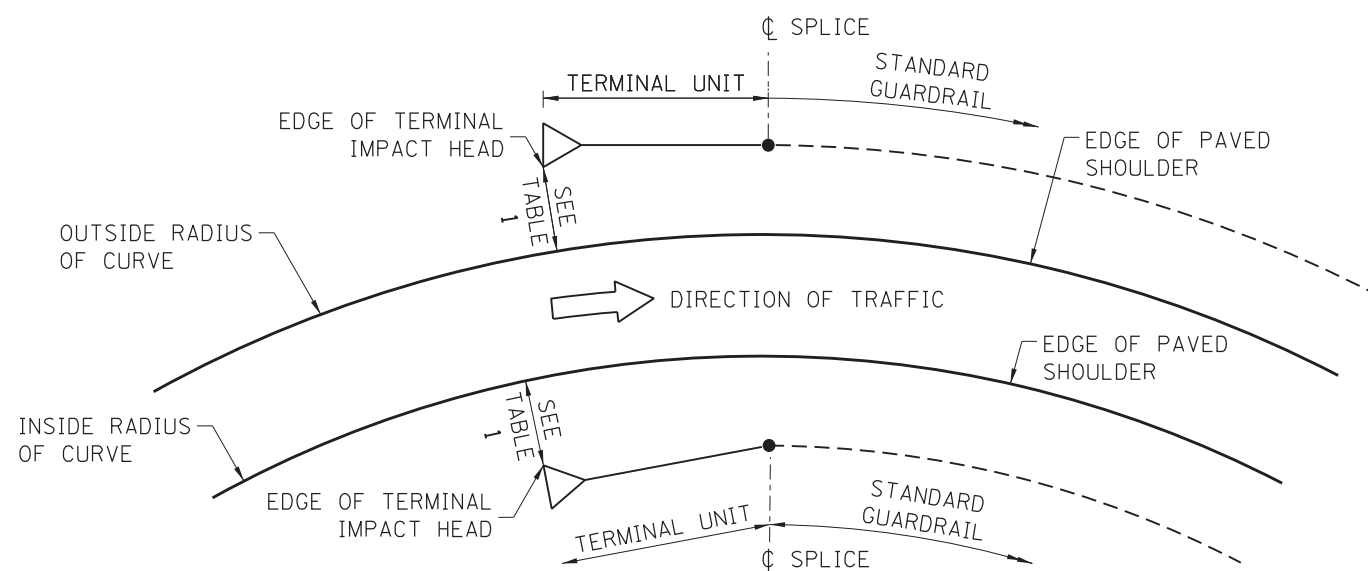 ℄ SPLICE
TERMINAL UNIT
STANDARD
GUARDRAIL
EDGE OF TERMINAL
IMPACT HEAD
EDGE OF PAVED
SHOULDER
SEE
TABLE
1
OUTSIDE RADIUS
OF CURVE
DIRECTION OF TRAFFIC
EDGE OF PAVED
SHOULDER
INSIDE RADIUS
OF CURVE
SEE
TABLE
1
EDGE OF TERMINAL
IMPACT HEAD
TERMINAL UNIT
STANDARD
GUARDRAIL
℄ SPLICE